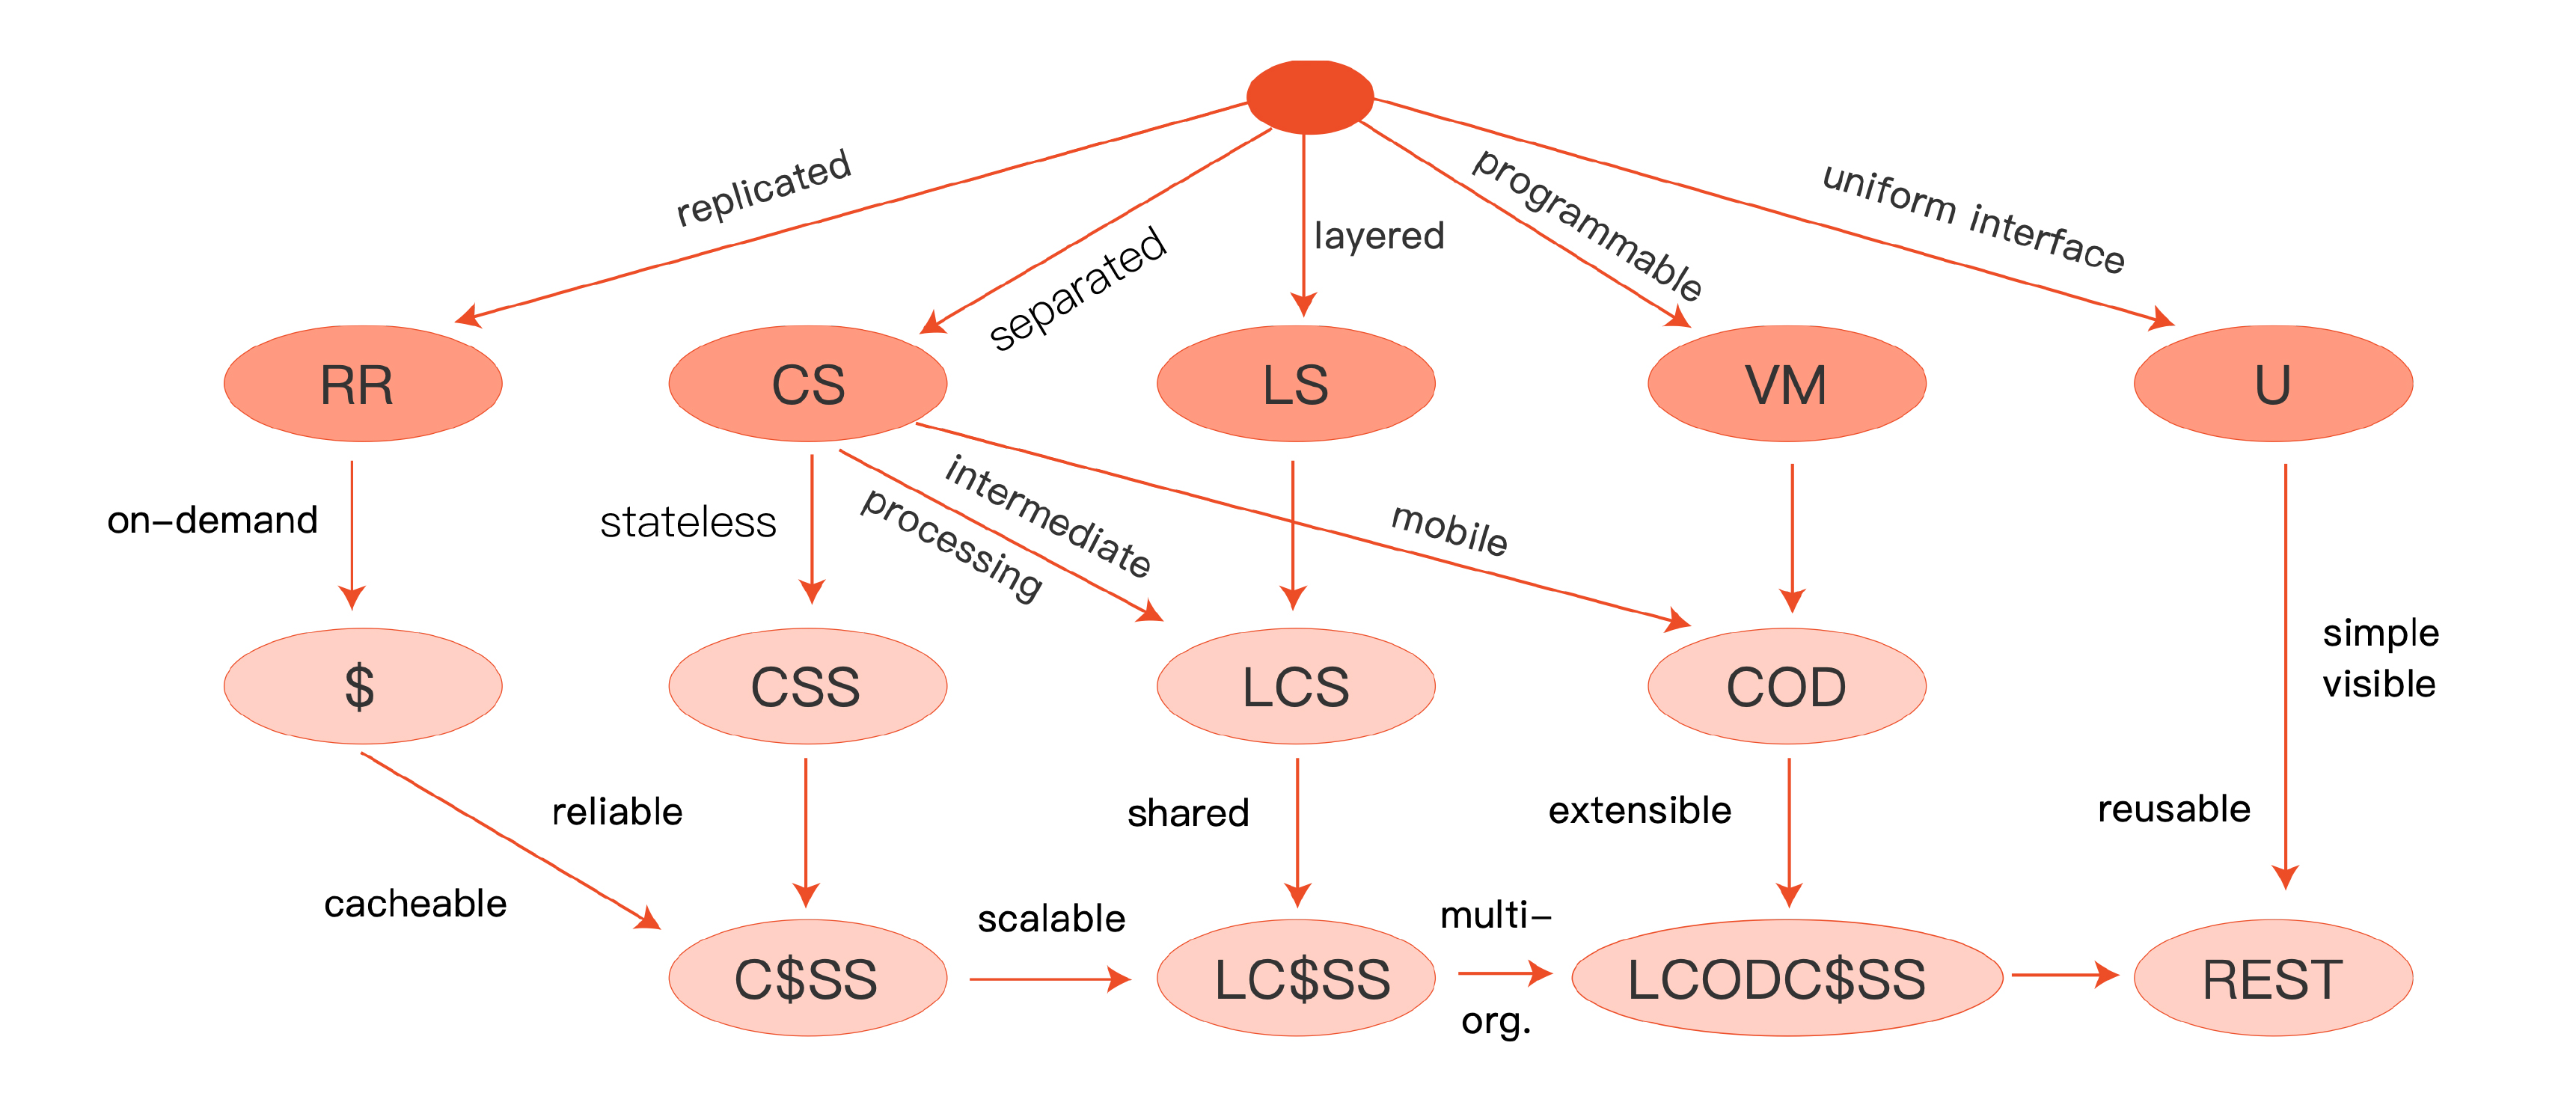 replicated
separated
layered
programmable
uniform interface
RR
CS
LS
VM
U
on-demand
stateless
intermediate
processing
mobile
simple
visible
$
CSS
LCS
COD
reliable
shared
extensible
reusable
cacheable
scalable
multi-
org.
C$SS
LC$SS
LCODC$SS
REST